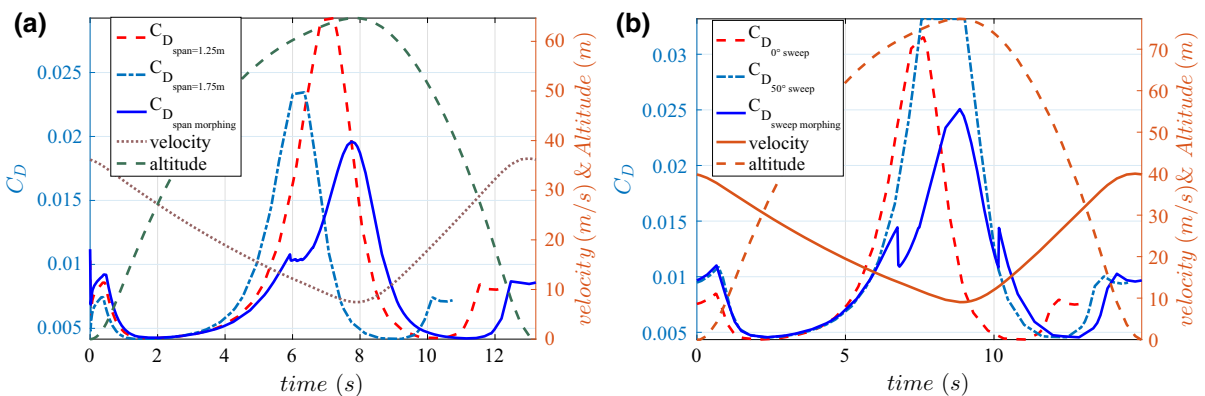 (a)
C_D span=1.25m
C_D span=1.75m
C_D span morphing
velocity
altitude
0.025
0.02
0.015
0.01
0.005
C_D
0 2 4 6 8 10 12
time (s)
60
50
40
30
20
10
0
velocity (m/s) & Altitude (m)
(b)
C_D 0° sweep
C_D 50° sweep
C_D sweep morphing
velocity
altitude
0.03
0.025
0.02
0.015
0.01
0.005
C_D
0 5 10
time (s)
70
60
50
40
30
20
10
0
velocity (m/s) & Altitude (m)